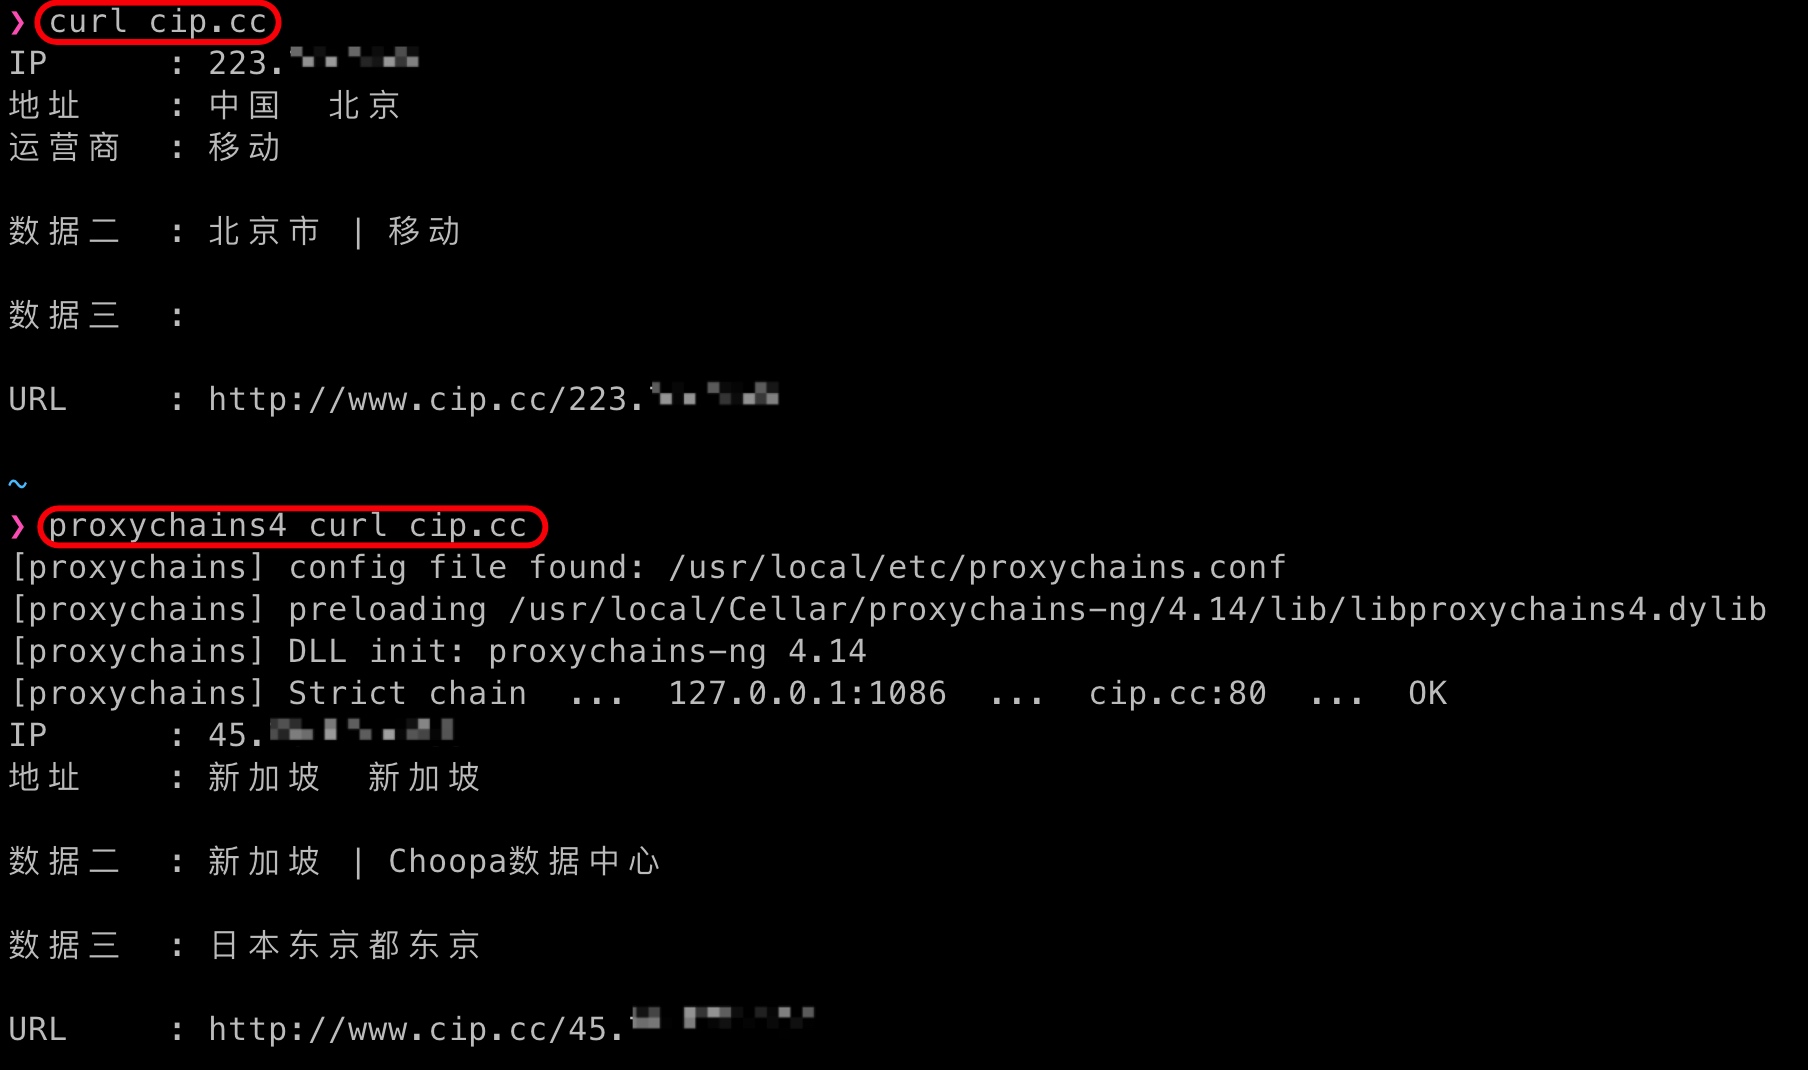 ❯ curl cip.cc
IP : 223.
地址 : 中国 北京
运营商 : 移动
数据二 : 北京市 | 移动
数据三 :
URL : http://www.cip.cc/223.
~
❯ proxychains4 curl cip.cc
[proxychains] config file found: /usr/local/etc/proxychains.conf
[proxychains] preloading /usr/local/Cellar/proxychains-ng/4.14/lib/libproxychains4.dylib
[proxychains] DLL init: proxychains-ng 4.14
[proxychains] Strict chain ... 127.0.0.1:1086 ... cip.cc:80 ... OK
IP : 45.
地址 : 新加坡 新加坡
数据二 : 新加坡 | Choopa数据中心
数据三 : 日本东京都东京
URL : http://www.cip.cc/45.